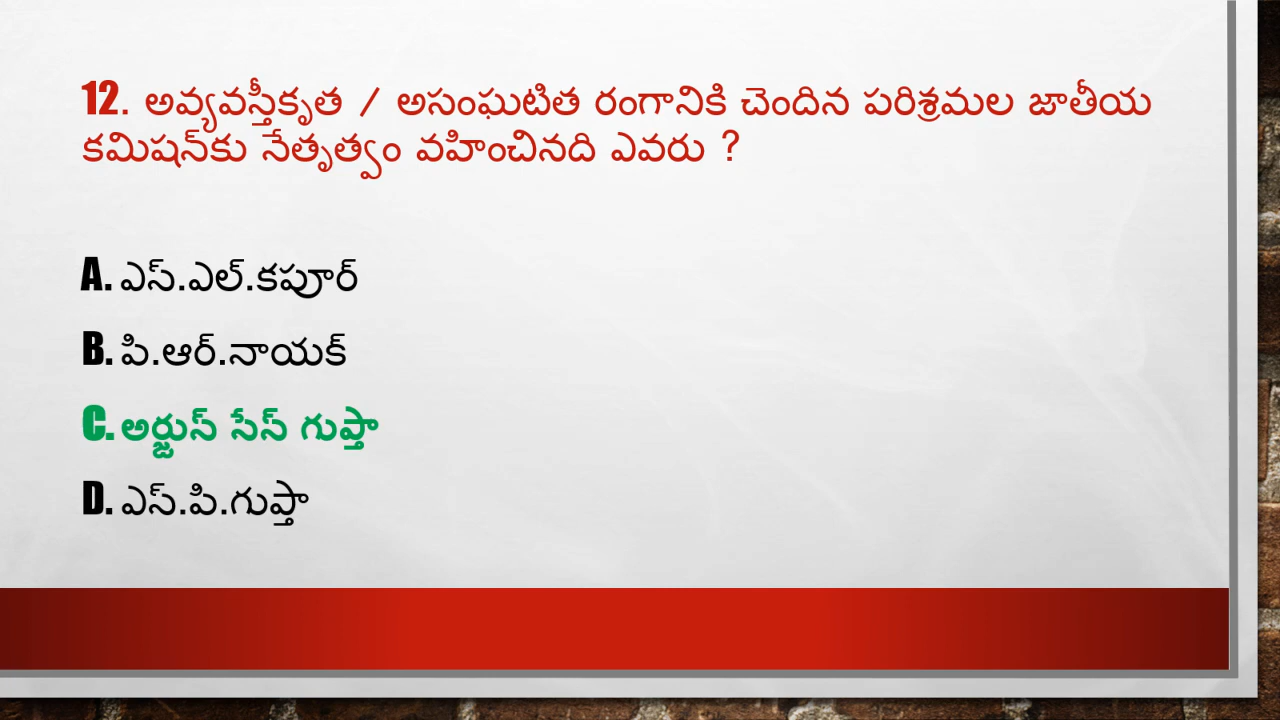 12. అవ్యవస్తీకృత / అసంఘటిత రంగానికి చెందిన పరిశ్రమల జాతీయ
కమిషన్‌కు నేతృత్వం వహించినది ఎవరు ?
A. ఎస్.ఎల్.కపూర్
B. పి.ఆర్.నాయక్
C. అర్జున్ సేన్ గుప్తా
D. ఎస్.పి.గుప్తా